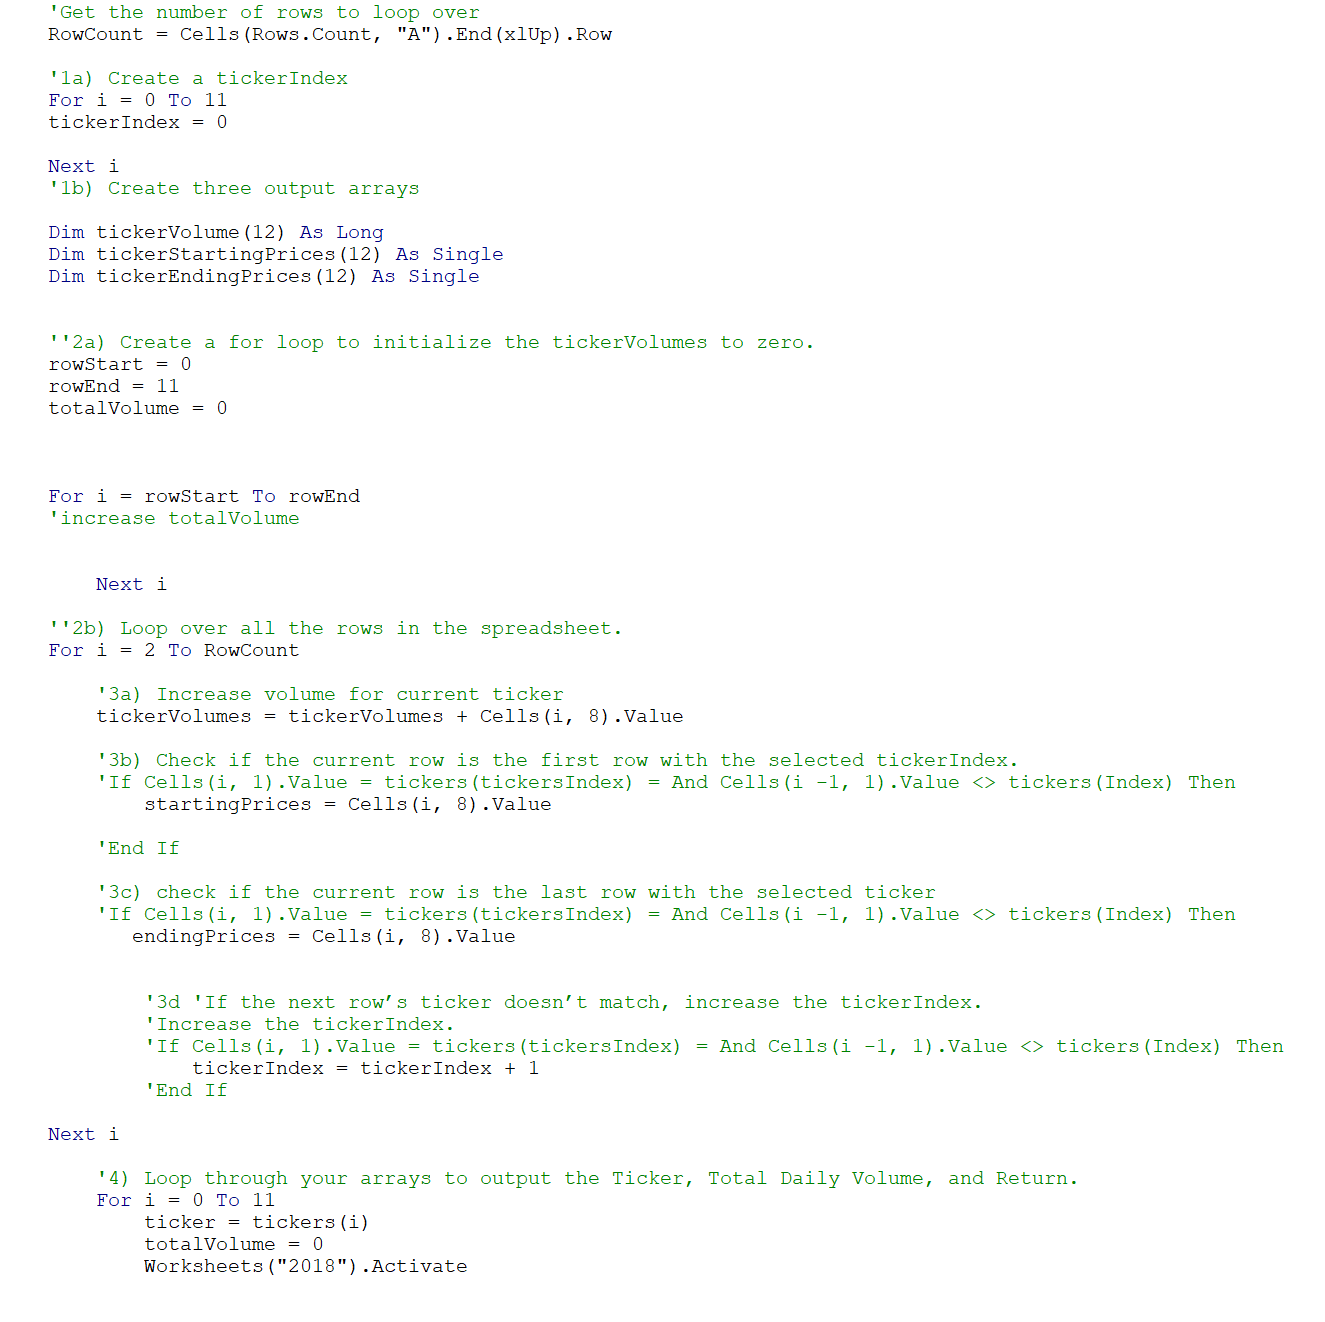 'Get the number of rows to loop over
RowCount = Cells(Rows.Count, "A").End(xlUp).Row
'1a) Create a tickerIndex
For i = 0 To 11
tickerIndex = 0
Next i
'1b) Create three output arrays
Dim tickerVolume(12) As Long
Dim tickerStartingPrices(12) As Single
Dim tickerEndingPrices(12) As Single
''2a) Create a for loop to initialize the tickerVolumes to zero.
rowStart = 0
rowEnd = 11
totalVolume = 0
For i = rowStart To rowEnd
'increase totalVolume
Next i
''2b) Loop over all the rows in the spreadsheet.
For i = 2 To RowCount
'3a) Increase volume for current ticker
tickerVolumes = tickerVolumes + Cells(i, 8).Value
'3b) Check if the current row is the first row with the selected tickerIndex.
'If Cells(i, 1).Value = tickers(tickersIndex) = And Cells(i -1, 1).Value <> tickers(Index) Then
startingPrices = Cells(i, 8).Value
'End If
'3c) check if the current row is the last row with the selected ticker
'If Cells(i, 1).Value = tickers(tickersIndex) = And Cells(i -1, 1).Value <> tickers(Index) Then
endingPrices = Cells(i, 8).Value
'3d 'If the next row’s ticker doesn’t match, increase the tickerIndex.
'Increase the tickerIndex.
'If Cells(i, 1).Value = tickers(tickersIndex) = And Cells(i -1, 1).Value <> tickers(Index) Then
tickerIndex = tickerIndex + 1
'End If
Next i
'4) Loop through your arrays to output the Ticker, Total Daily Volume, and Return.
For i = 0 To 11
ticker = tickers(i)
totalVolume = 0
Worksheets("2018").Activate